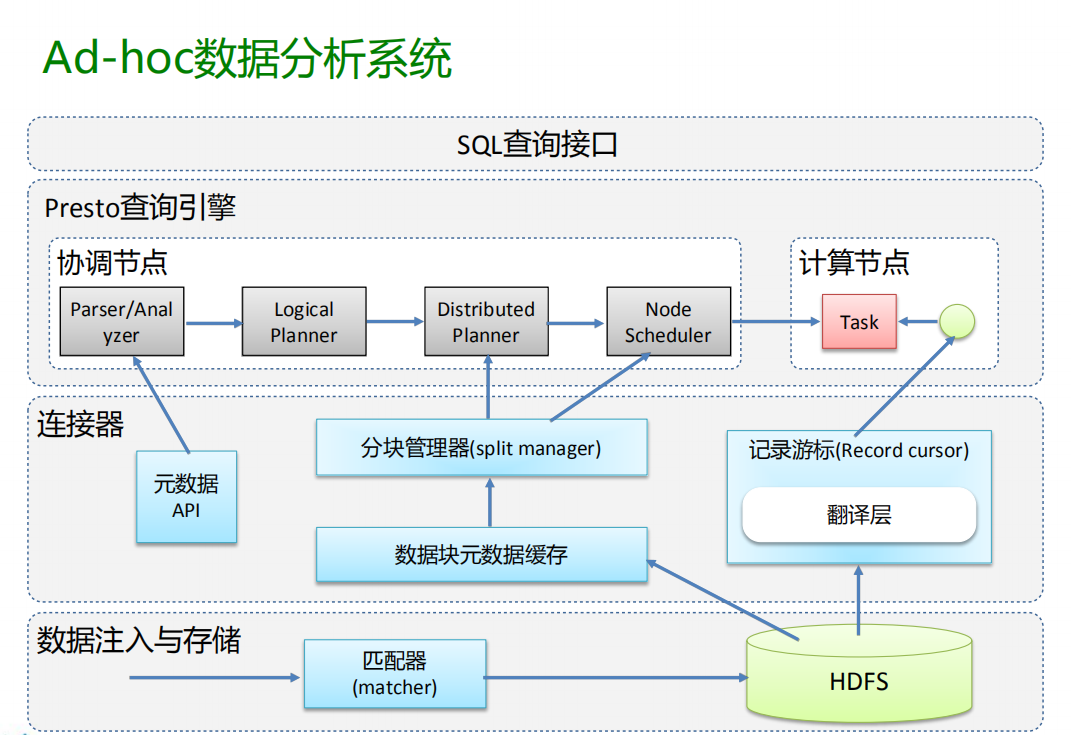 Ad-hoc数据分析系统
SQL查询接口
Presto查询引擎
协调节点
计算节点
Parser/Anal
yzer
Logical
Planner
Distributed
Planner
Node
Scheduler
Task
连接器
元数据
API
分块管理器(split manager)
数据块元数据缓存
记录游标(Record cursor)
翻译层
数据注入与存储
匹配器
(matcher)
HDFS